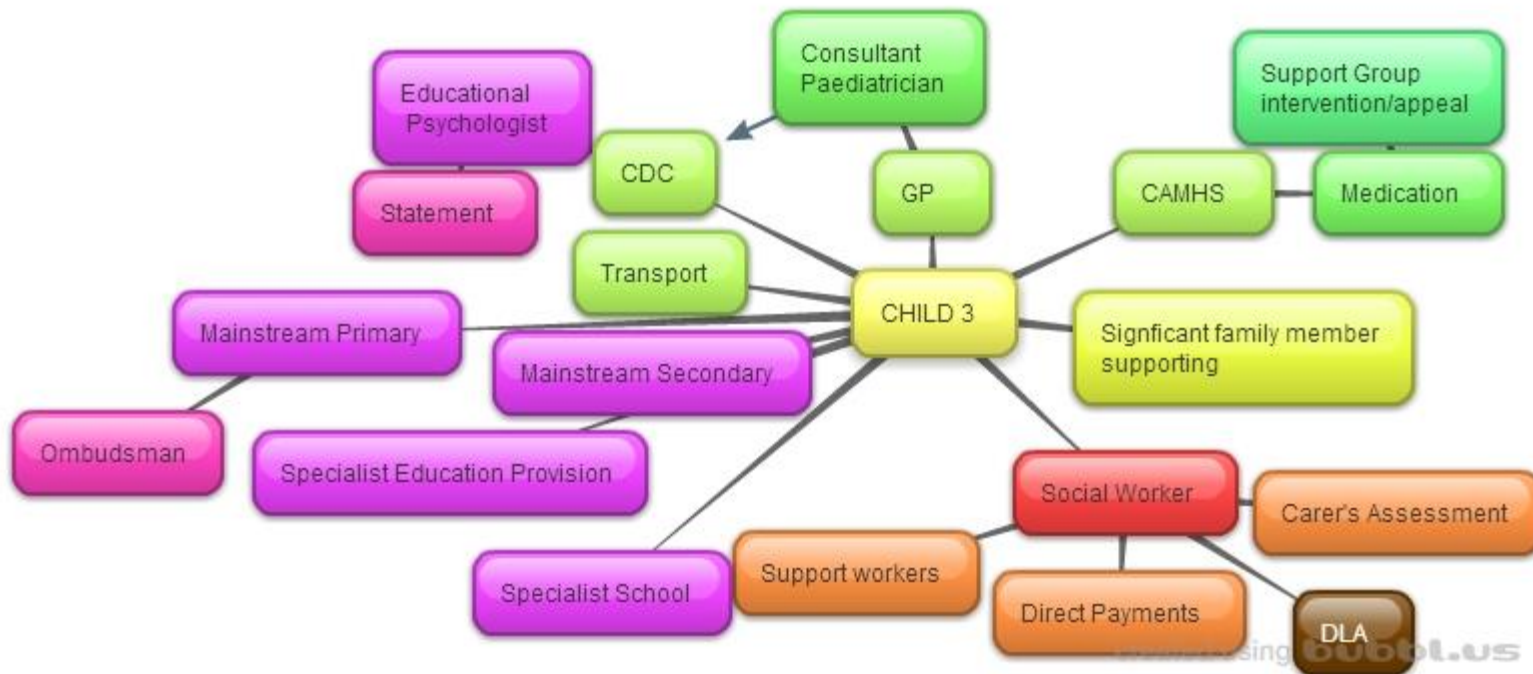 Consultant
Paediatrician
Support Group
intervention/appeal
Educational
Psychologist
CDC
GP
CAMHS
Medication
Statement
Transport
CHILD 3
Mainstream Primary
Signficant family member
supporting
Mainstream Secondary
Ombudsman
Specialist Education Provision
Social Worker
Carer's Assessment
Support workers
Specialist School
Direct Payments
DLA
using bubbl.us